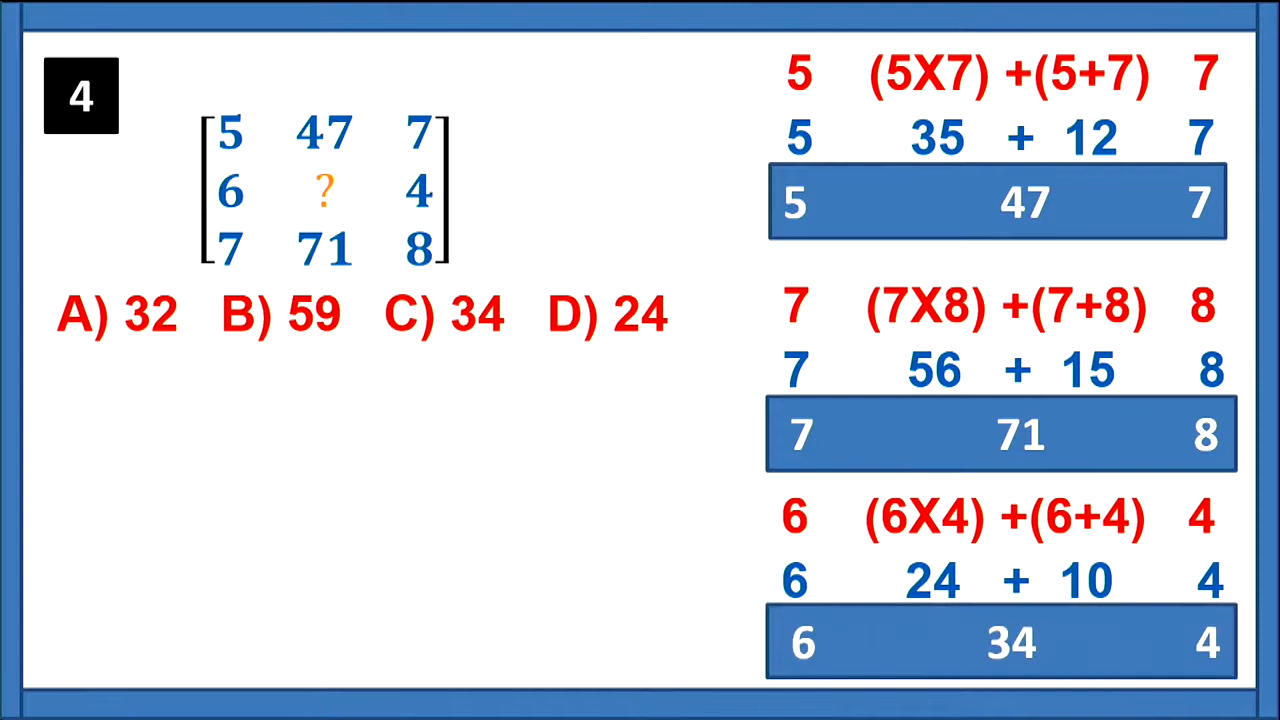 4
5 47 7
6 ? 4
7 71 8
A) 32 B) 59 C) 34 D) 24
5 (5X7) +(5+7) 7
5 35 + 12 7
5 47 7
7 (7X8) +(7+8) 8
7 56 + 15 8
7 71 8
6 (6X4) +(6+4) 4
6 24 + 10 4
6 34 4